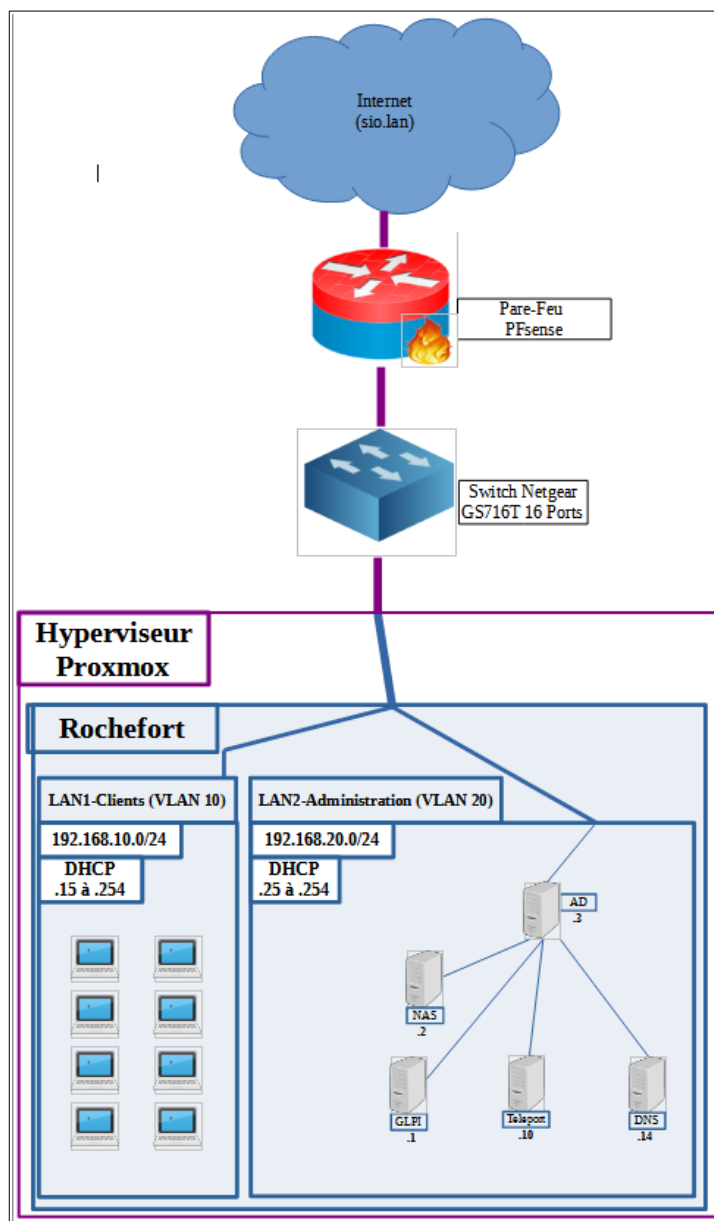 Internet
(sio.lan)
Pare-Feu
PFsense
Switch Netgear
GS716T 16 Ports
Hyperviseur
Proxmox
Rochefort
LAN1-Clients (VLAN 10)
192.168.10.0/24
DHCP
.15 à .254
LAN2-Administration (VLAN 20)
192.168.20.0/24
DHCP
.25 à .254
AD
.3
NAS
.2
GLPI
.1
Teleport
.10
DNS
.14